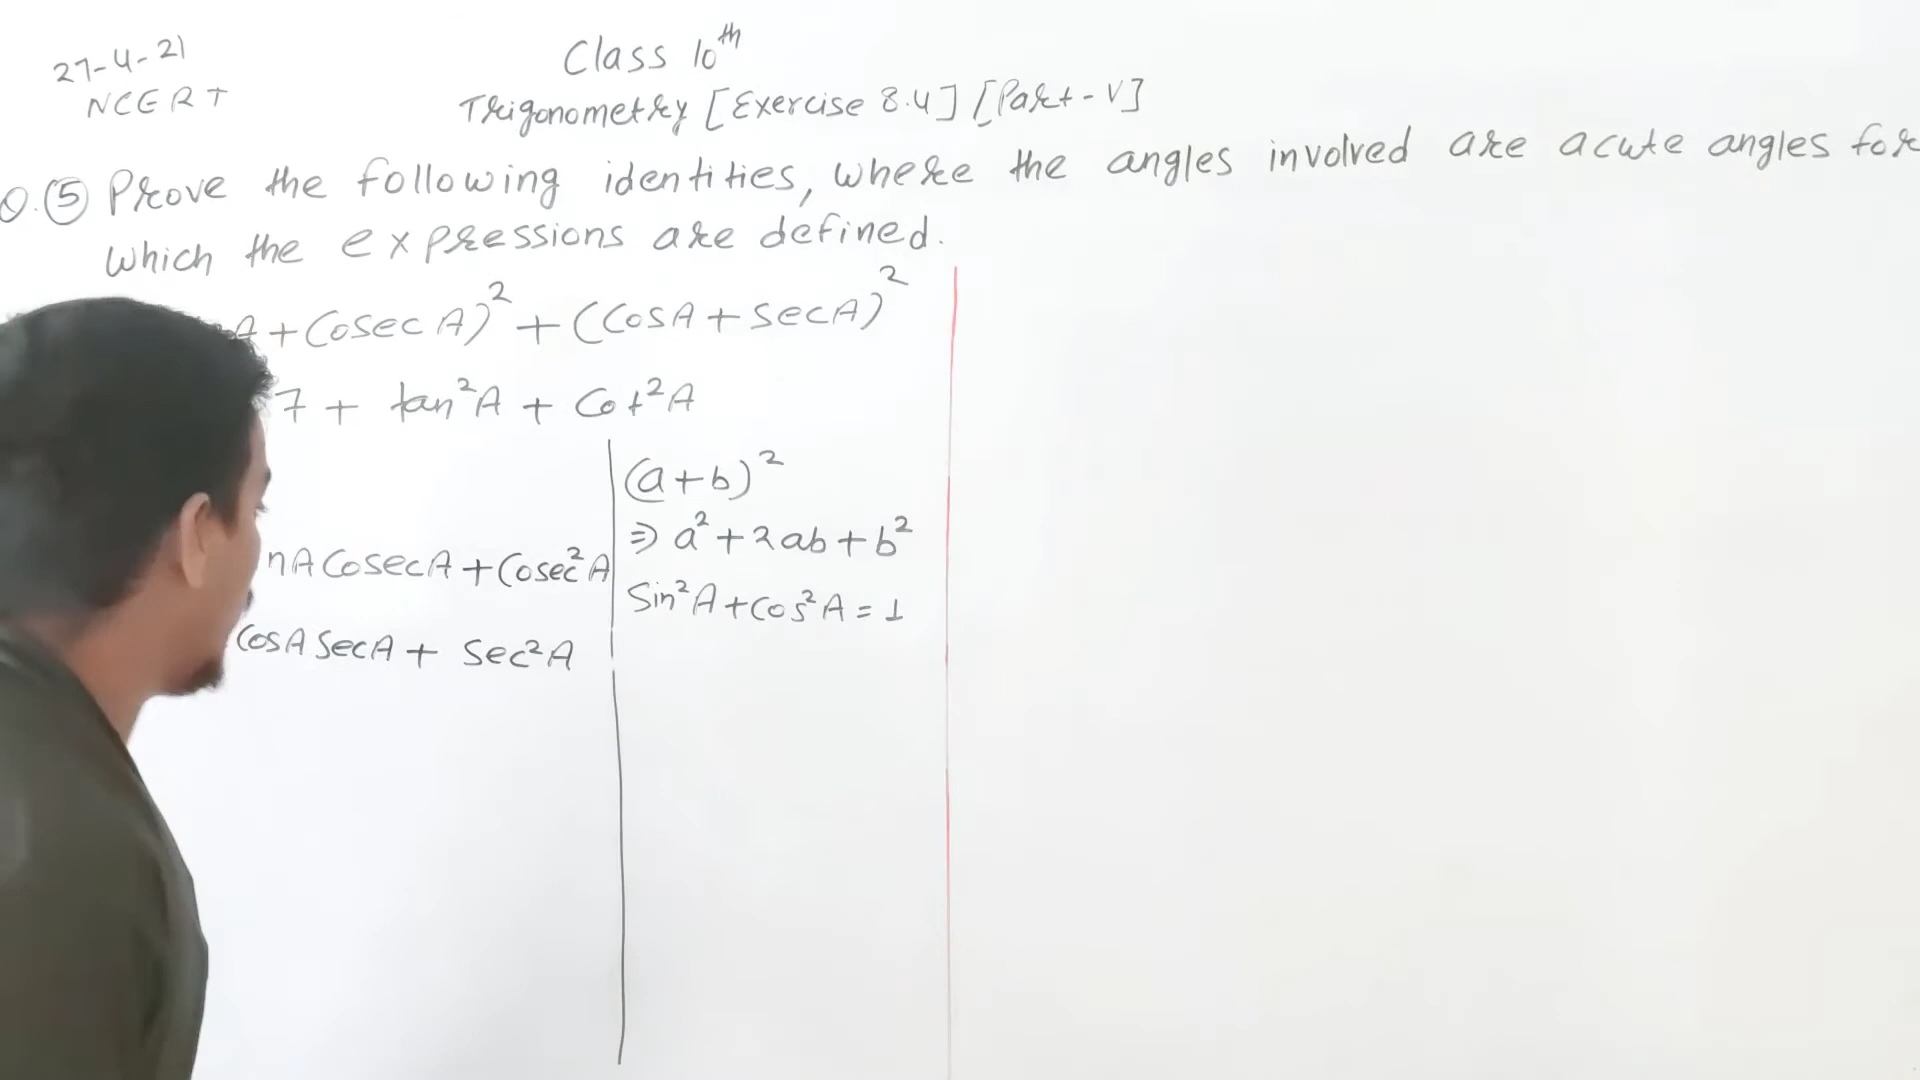 27-4-21
NCERT
Class 10th
Trigonometry [Exercise 8.4] [Part-V]
Q.(5) Prove the following identities, where the angles involved are acute angles for
which the expressions are defined.
A + Cosec A)² + (CosA + secA)²
7 + tan²A + Cot²A
(a+b)²
⇒ a² + 2ab + b²
nA CosecA + Cosec²A
Sin²A + Cos²A = 1
CosA SecA + Sec²A